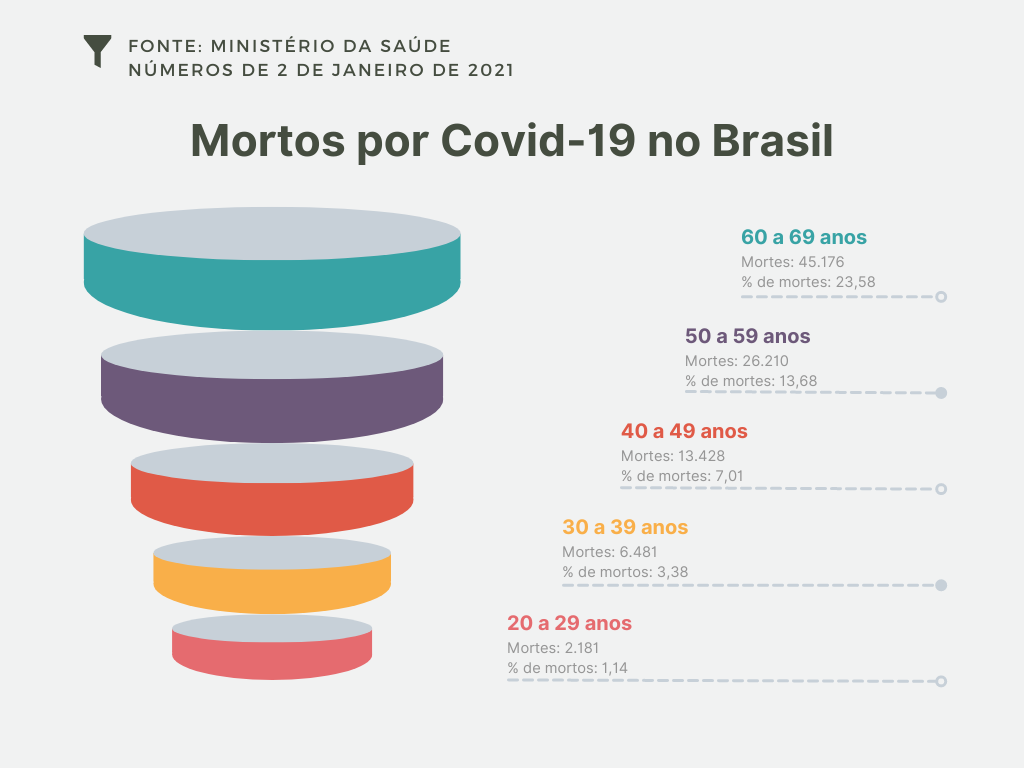 FONTE: MINISTÉRIO DA SAÚDE
NÚMEROS DE 2 DE JANEIRO DE 2021
Mortos por Covid-19 no Brasil
60 a 69 anos
Mortes: 45.176
% de mortes: 23,58
50 a 59 anos
Mortes: 26.210
% de mortes: 13,68
40 a 49 anos
Mortes: 13.428
% de mortes: 7,01
30 a 39 anos
Mortes: 6.481
% de mortos: 3,38
20 a 29 anos
Mortes: 2.181
% de mortos: 1,14